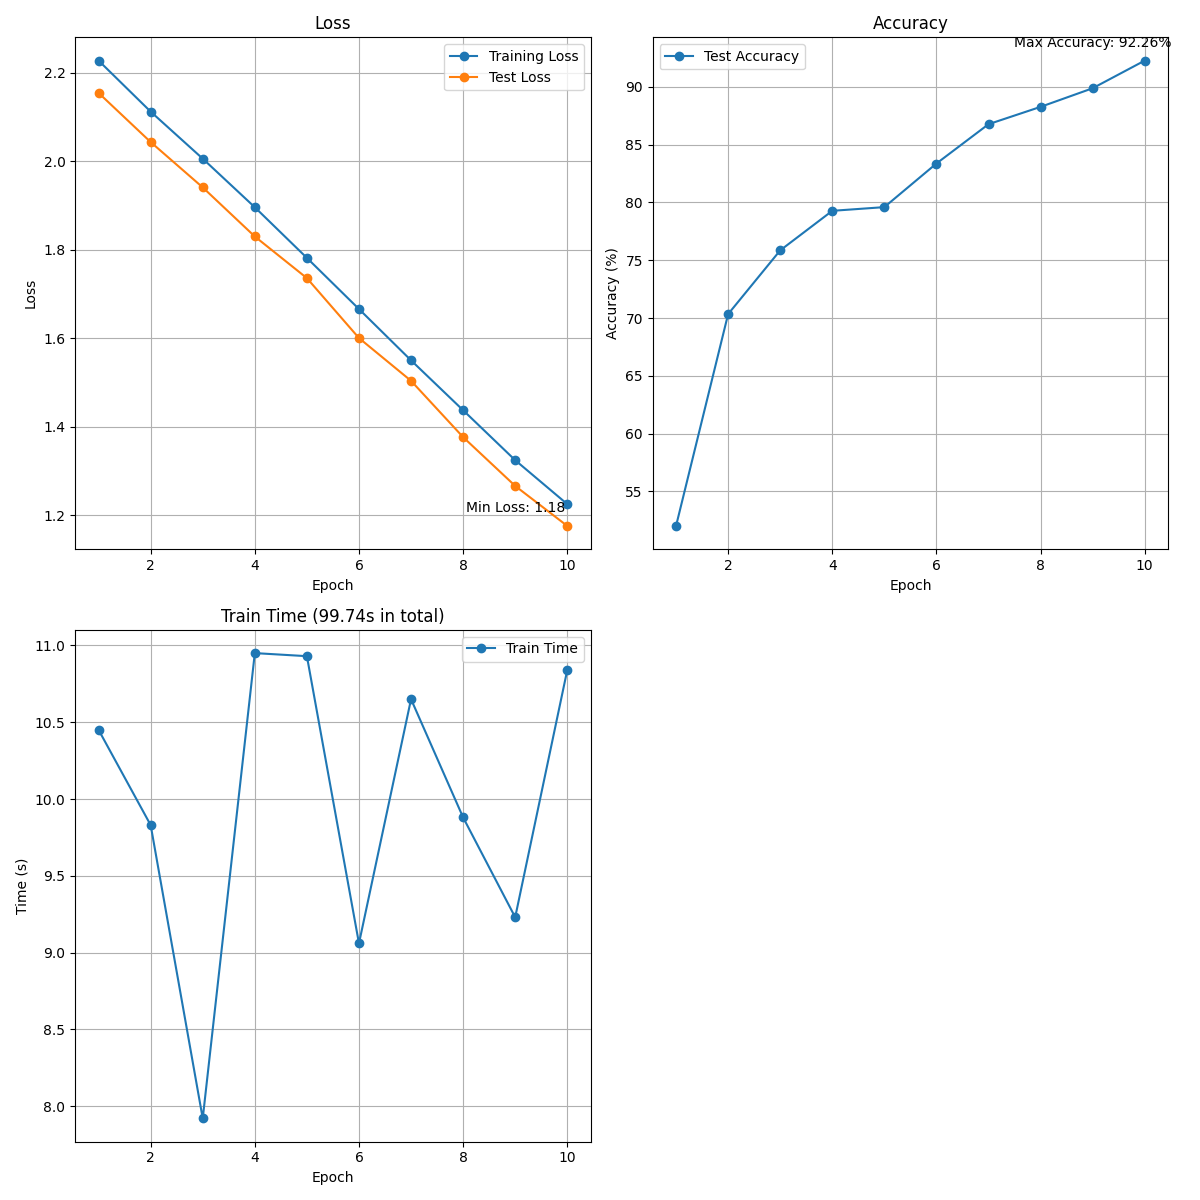 Loss
Training Loss
Test Loss
Min Loss: 1.18
2.2
2.0
1.8
1.6
1.4
1.2
Loss
2 4 6 8 10
Epoch
Accuracy
Max Accuracy: 92.26%
Test Accuracy
90
85
80
75
70
65
60
55
Accuracy (%)
2 4 6 8 10
Epoch
Train Time (99.74s in total)
Train Time
11.0
10.5
10.0
9.5
9.0
8.5
8.0
Time (s)
2 4 6 8 10
Epoch